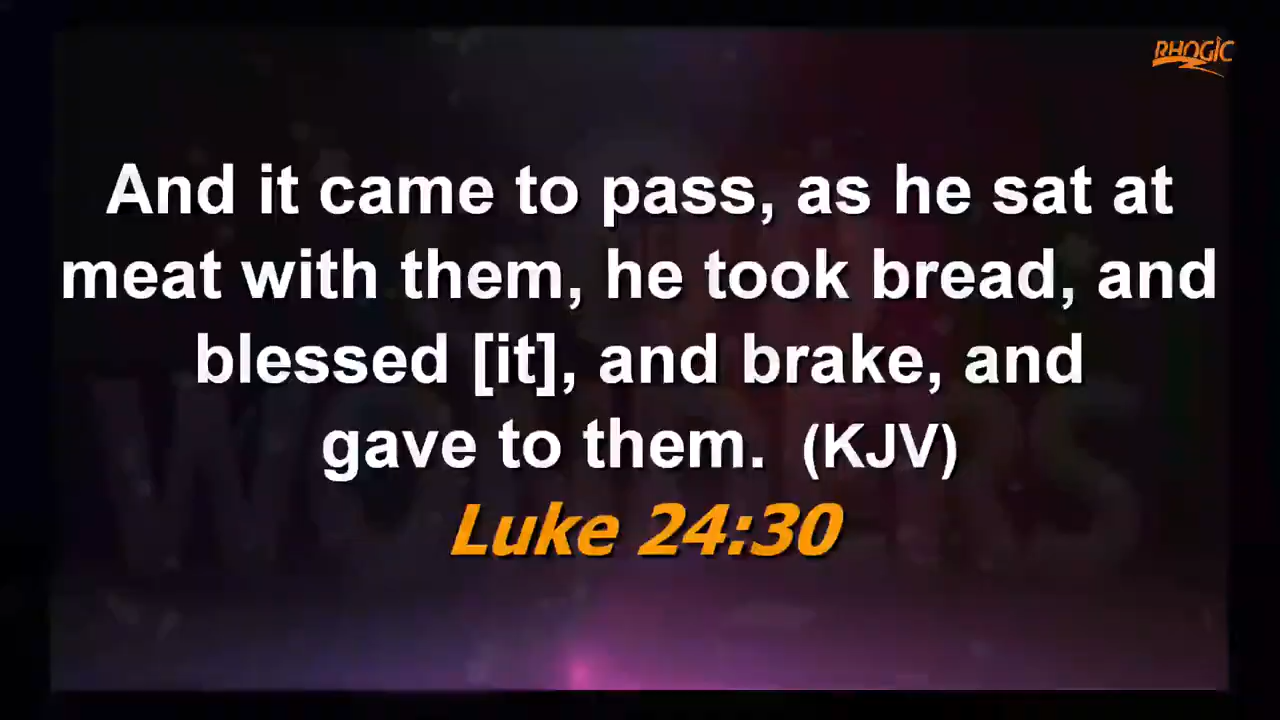 RHOGIC
And it came to pass, as he sat at
meat with them, he took bread, and
blessed [it], and brake, and
gave to them. (KJV)
Luke 24:30
WONDERS